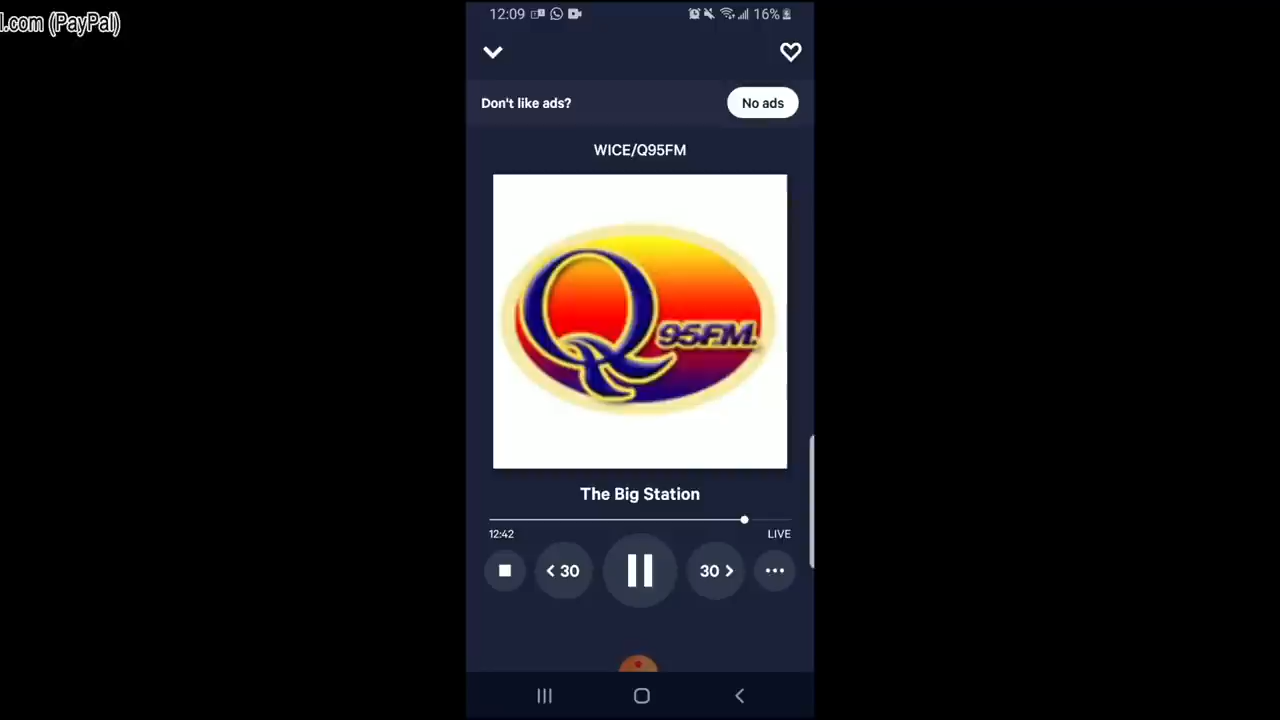 l.com (PayPal)
12:09
16%
Don't like ads?
No ads
WICE/Q95FM
Q 95F.M.
The Big Station
12:42
LIVE
< 30
30 >